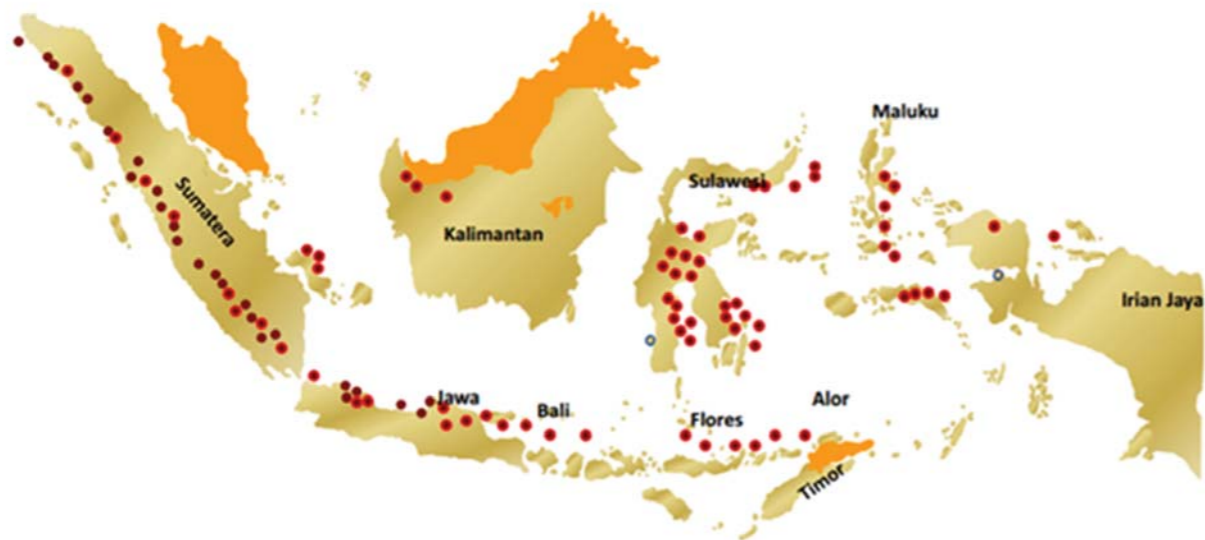 Maluku
Sulawesi
Sumatera
Kalimantan
Irian Jaya
Jawa
Bali
Flores
Alor
Timor